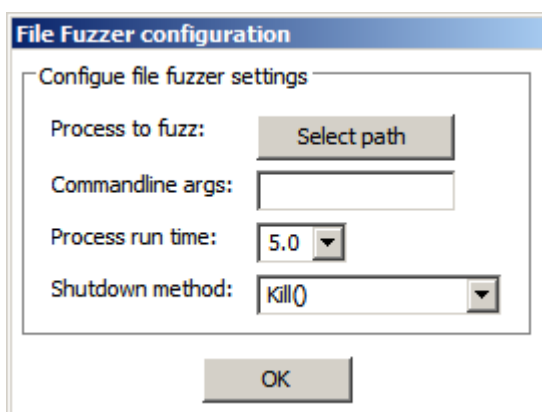 File Fuzzer configuration
Configue file fuzzer settings
Process to fuzz: Select path
Commandline args:
Process run time: 5.0
Shutdown method: Kill()
OK